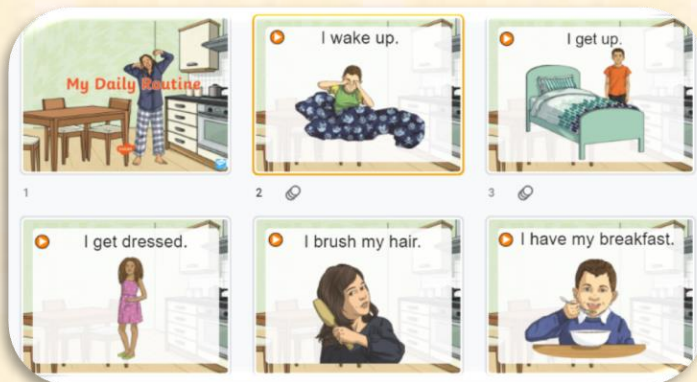 My Daily Routine
I wake up.
I get up.
1
2
3
I get dressed.
I brush my hair.
I have my breakfast.